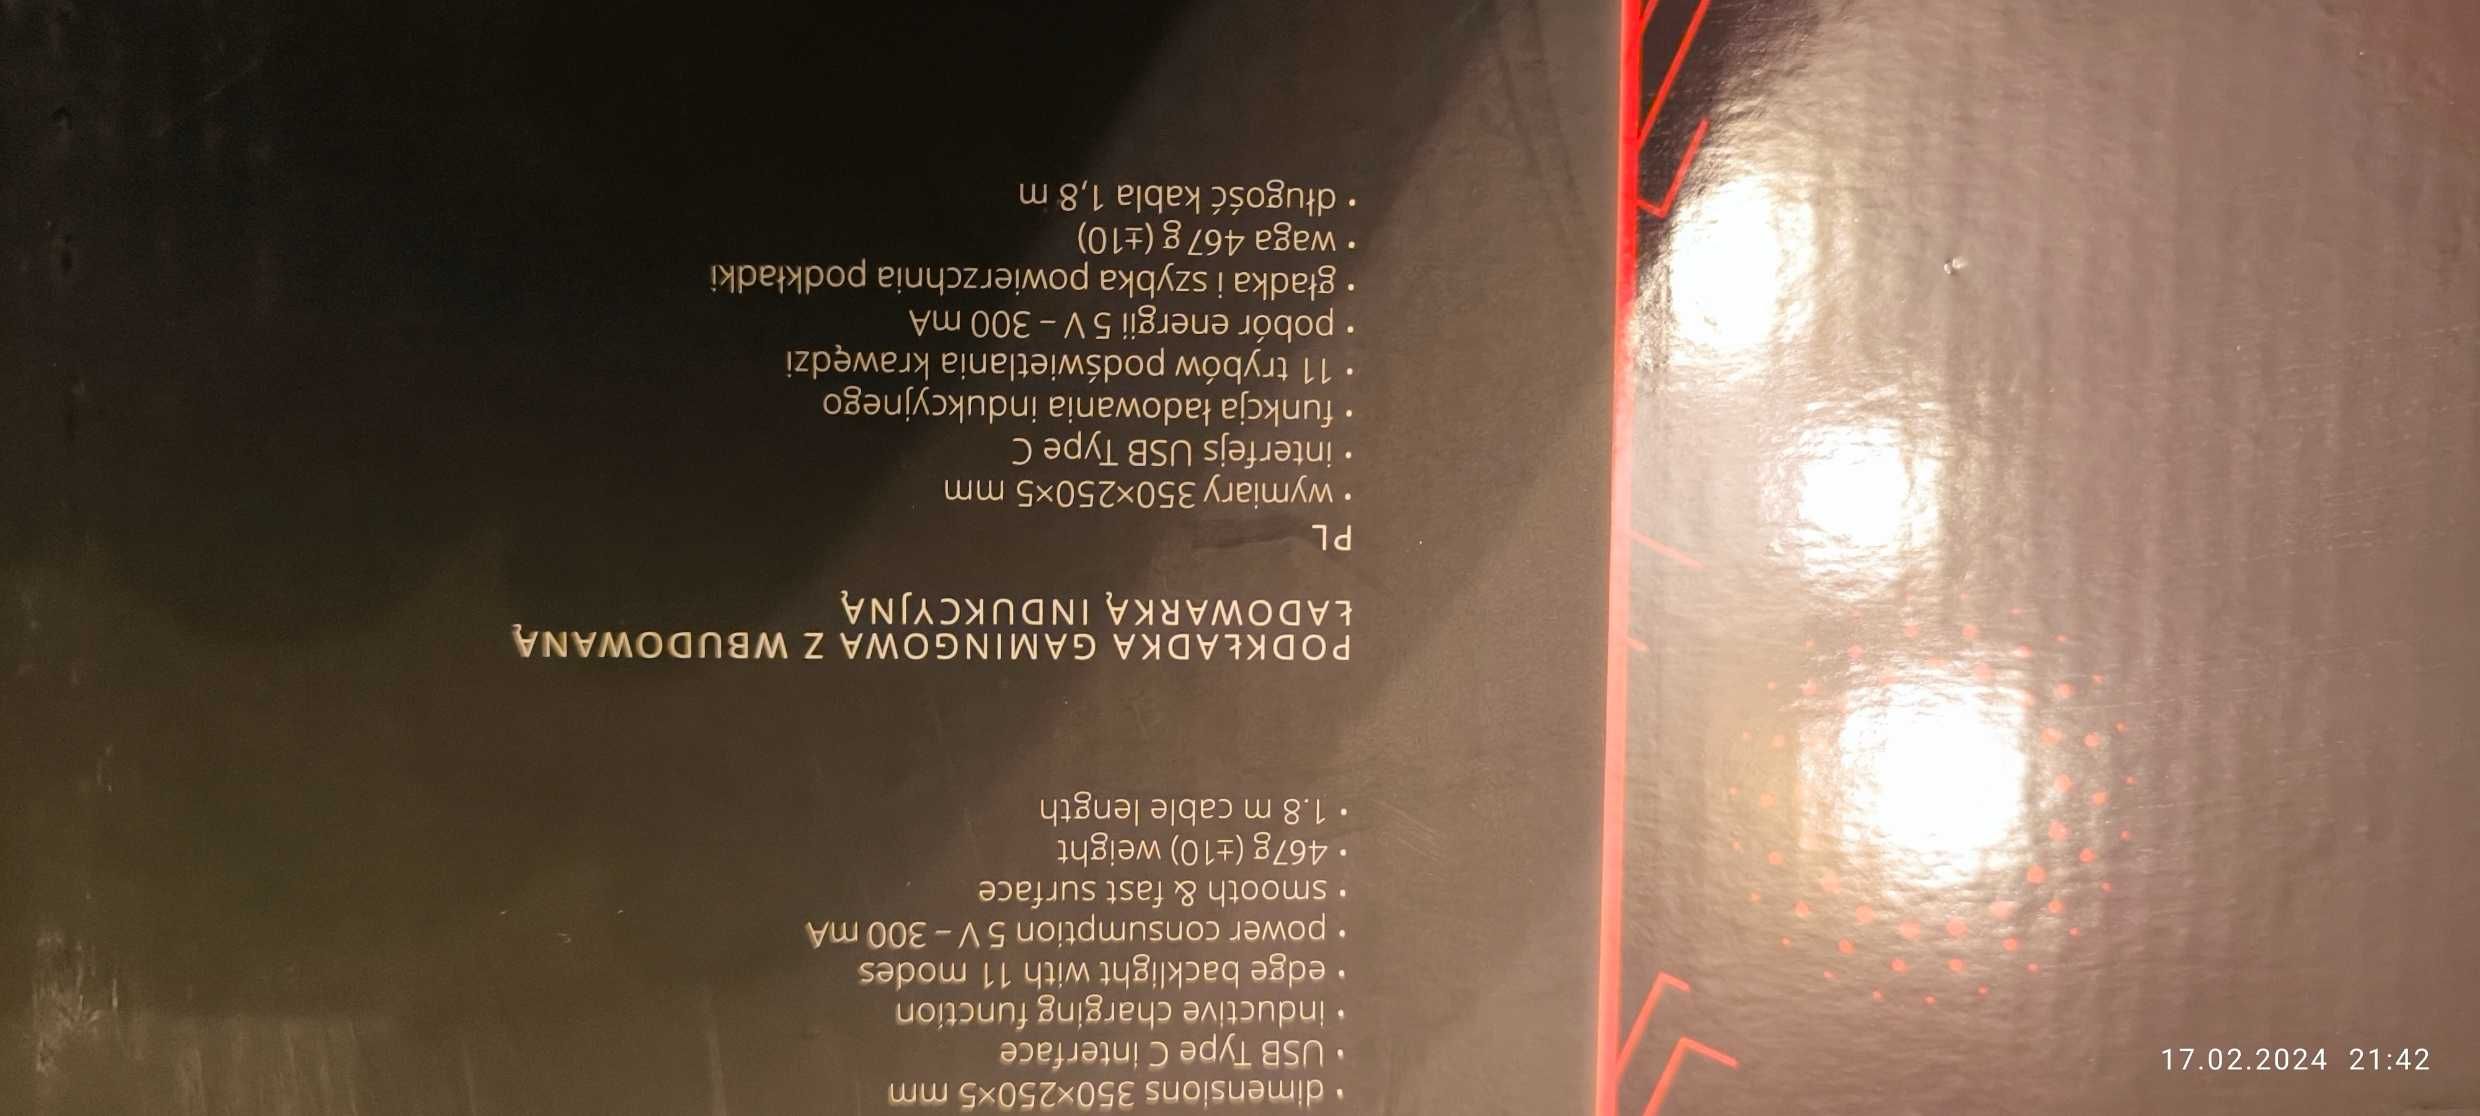 • dimensions 350×250×5 mm
• USB Type C interface
• inductive charging function
• edge backlight with 11 modes
• power consumption 5 V – 300 mA
• smooth & fast surface
• 467g (±10) weight
• 1.8 m cable length
PODKŁADKA GAMINGOWA Z WBUDOWANĄ
ŁADOWARKĄ INDUKCYJNĄ
PL
• wymiary 350×250×5 mm
• interfejs USB Type C
• funkcja ładowania indukcyjnego
• 11 trybów podświetlania krawędzi
• pobór energii 5 V – 300 mA
• gładka i szybka powierzchnia podkładki
• waga 467 g (±10)
• długość kabla 1,8 m
17.02.2024 21:42